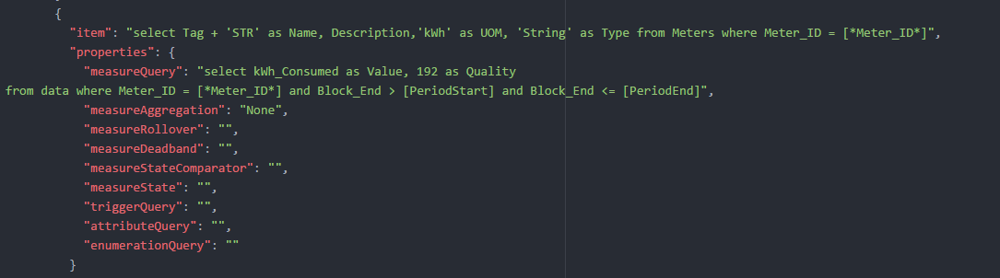 {
"item": "select Tag + 'STR' as Name, Description,'kWh' as UOM, 'String' as Type from Meters where Meter_ID = [*Meter_ID*]",
"properties": {
"measureQuery": "select kWh_Consumed as Value, 192 as Quality
from data where Meter_ID = [*Meter_ID*] and Block_End > [PeriodStart] and Block_End <= [PeriodEnd]",
"measureAggregation": "None",
"measureRollover": "",
"measureDeadband": "",
"measureStateComparator": "",
"measureState": "",
"triggerQuery": "",
"attributeQuery": "",
"enumerationQuery": ""
}